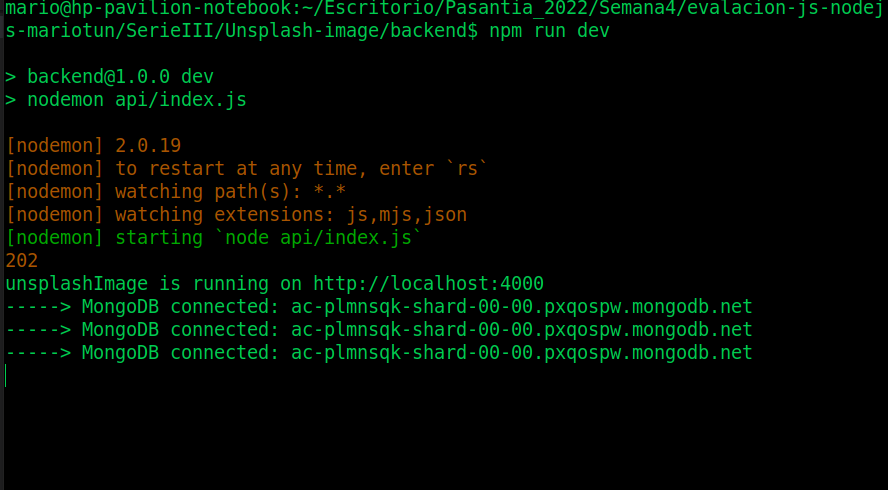 mario@hp-pavilion-notebook:~/Escritorio/Pasantia_2022/Semana4/evalacion-js-nodej
s-mariotun/SerieIII/Unsplash-image/backend$ npm run dev
> backend@1.0.0 dev
> nodemon api/index.js
[nodemon] 2.0.19
[nodemon] to restart at any time, enter `rs`
[nodemon] watching path(s): *.*
[nodemon] watching extensions: js,mjs,json
[nodemon] starting `node api/index.js`
202
unsplashImage is running on http://localhost:4000
-----> MongoDB connected: ac-plmnsqk-shard-00-00.pxqospw.mongodb.net
-----> MongoDB connected: ac-plmnsqk-shard-00-00.pxqospw.mongodb.net
-----> MongoDB connected: ac-plmnsqk-shard-00-00.pxqospw.mongodb.net